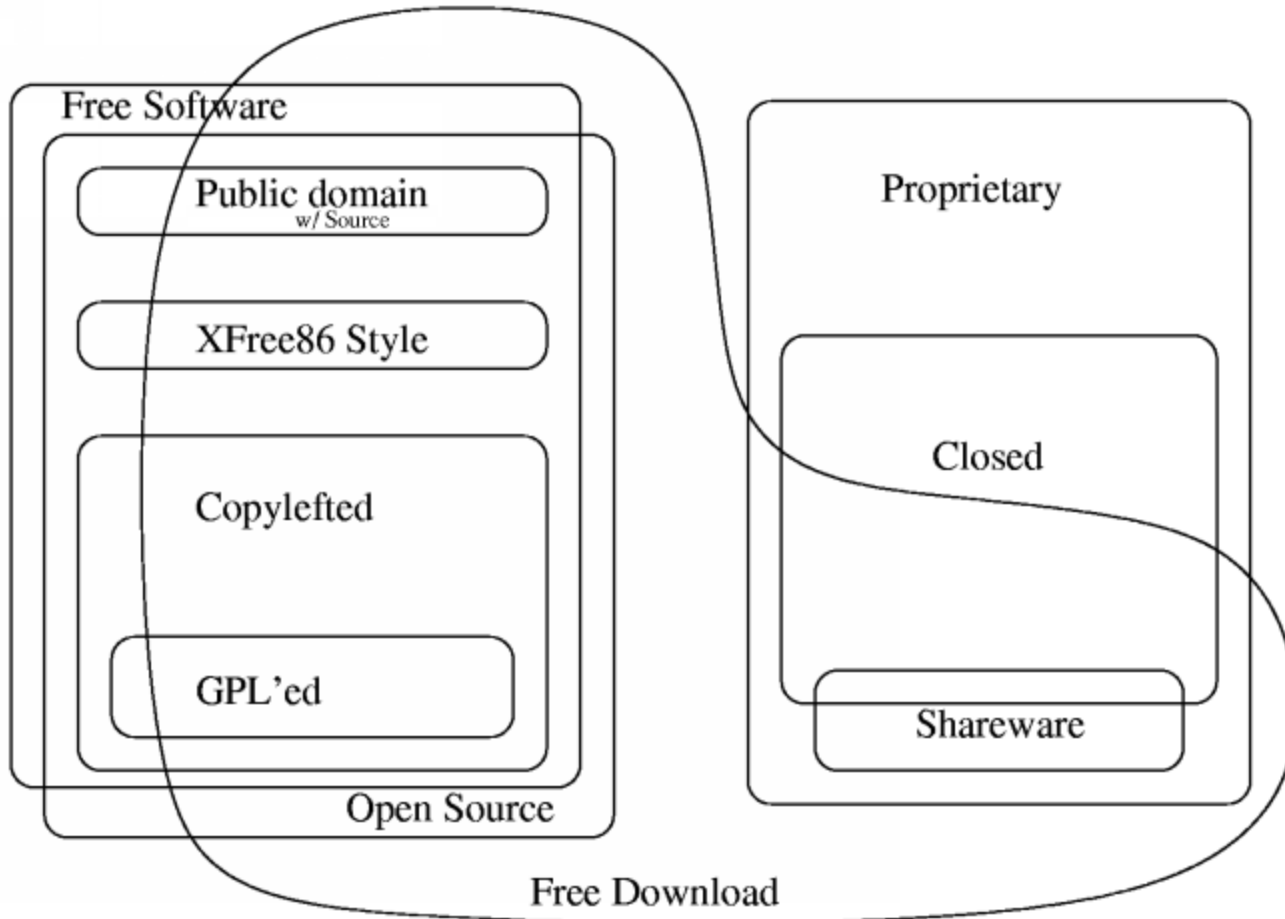 Free Software
Public domain
w/ Source
XFree86 Style
Copylefted
GPL'ed
Open Source
Proprietary
Closed
Shareware
Free Download